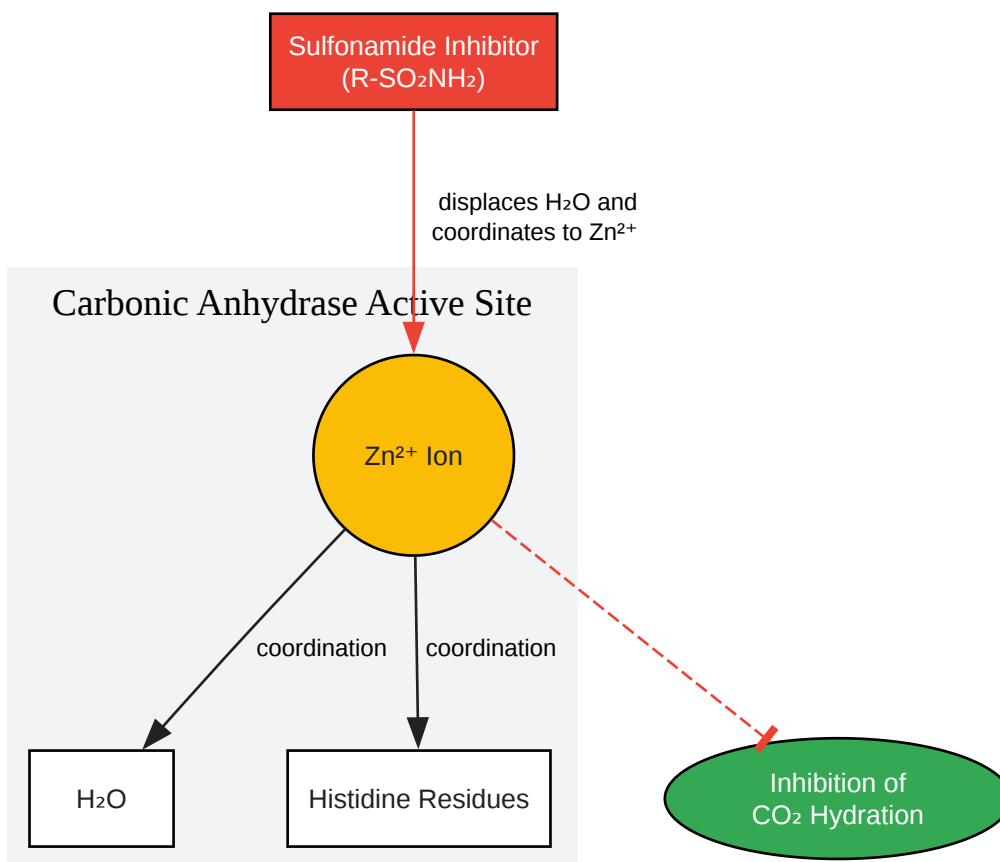 Sulfonamide Inhibitor
(R-SO₂NH₂)
displaces H₂O and
coordinates to Zn²⁺
Carbonic Anhydrase Active Site
Zn²⁺ Ion
coordination
coordination
H₂O
Histidine Residues
Inhibition of
CO₂ Hydration